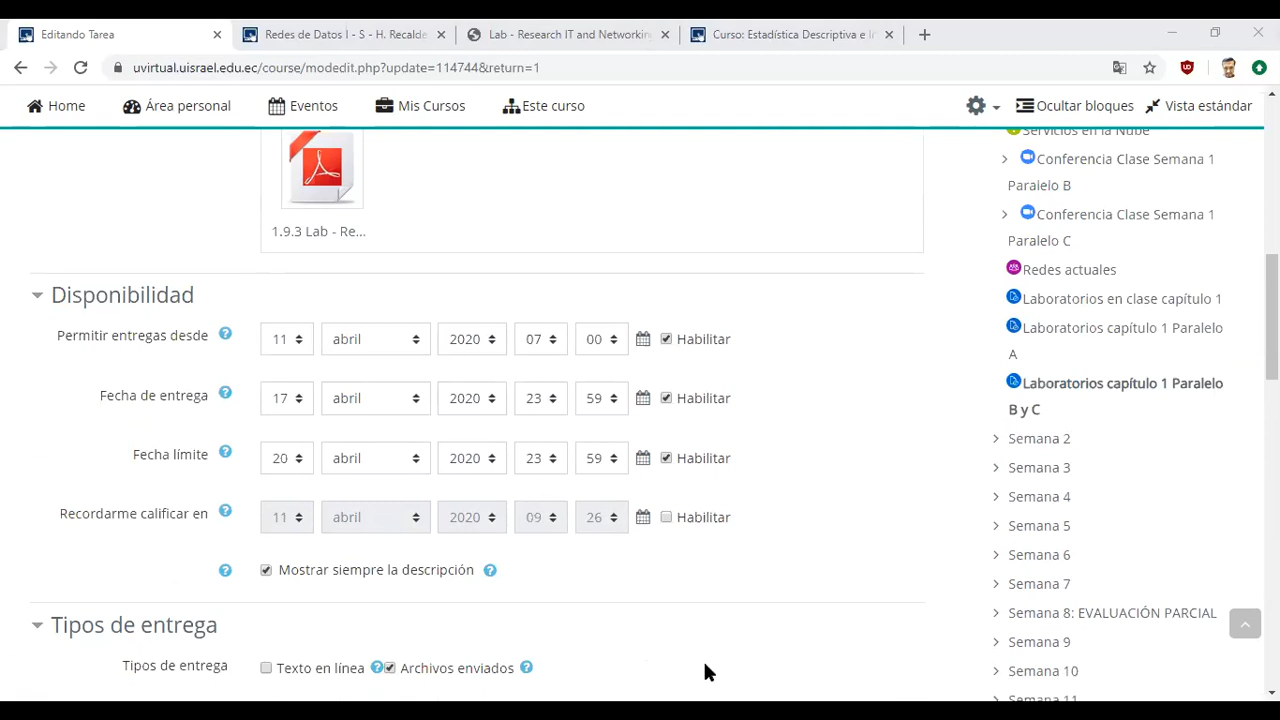 Editando Tarea
Redes de Datos I - S - H. Recaldé
Lab - Research IT and Networking
Curso: Estadística Descriptiva e In
uvirtual.uisrael.edu.ec/course/modedit.php?update=114744&return=1
Home
Área personal
Eventos
Mis Cursos
Este curso
Ocultar bloques
Vista estándar
1.9.3 Lab - Re...
Disponibilidad
Permitir entregas desde
11 abril 2020 07 00 Habilitar
Fecha de entrega
17 abril 2020 23 59 Habilitar
Fecha límite
20 abril 2020 23 59 Habilitar
Recordarme calificar en
11 abril 2020 09 26 Habilitar
Mostrar siempre la descripción
Tipos de entrega
Tipos de entrega
Texto en línea
Archivos enviados
Servicios en la Nube
Conferencia Clase Semana 1
Paralelo B
Conferencia Clase Semana 1
Paralelo C
Redes actuales
Laboratorios en clase capítulo 1
Laboratorios capítulo 1 Paralelo
A
Laboratorios capítulo 1 Paralelo
B y C
Semana 2
Semana 3
Semana 4
Semana 5
Semana 6
Semana 7
Semana 8: EVALUACIÓN PARCIAL
Semana 9
Semana 10
Semana 11